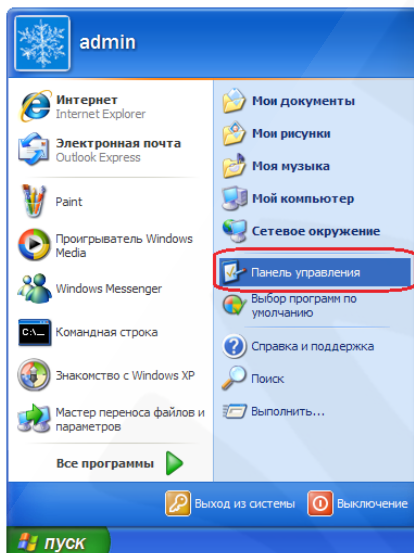 admin
Интернет
Internet Explorer
Электронная почта
Outlook Express
Paint
Проигрыватель Windows
Media
Windows Messenger
C:\_
Командная строка
Знакомство с Windows XP
Мастер переноса файлов и
параметров
Все программы
Мои документы
Мои рисунки
Моя музыка
Мой компьютер
Сетевое окружение
Панель управления
Выбор программ по
умолчанию
Справка и поддержка
Поиск
Выполнить...
Выход из системы
Выключение
пуск